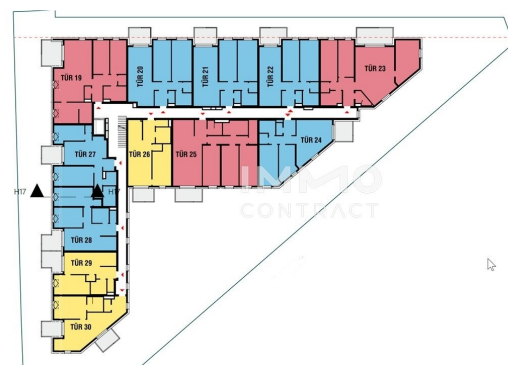 TÜR 19
TÜR 20
TÜR 21
TÜR 22
TÜR 23
TÜR 24
TÜR 25
TÜR 26
TÜR 27
H17 H17
TÜR 28
TÜR 29
TÜR 30
IMMO
CONTRACT